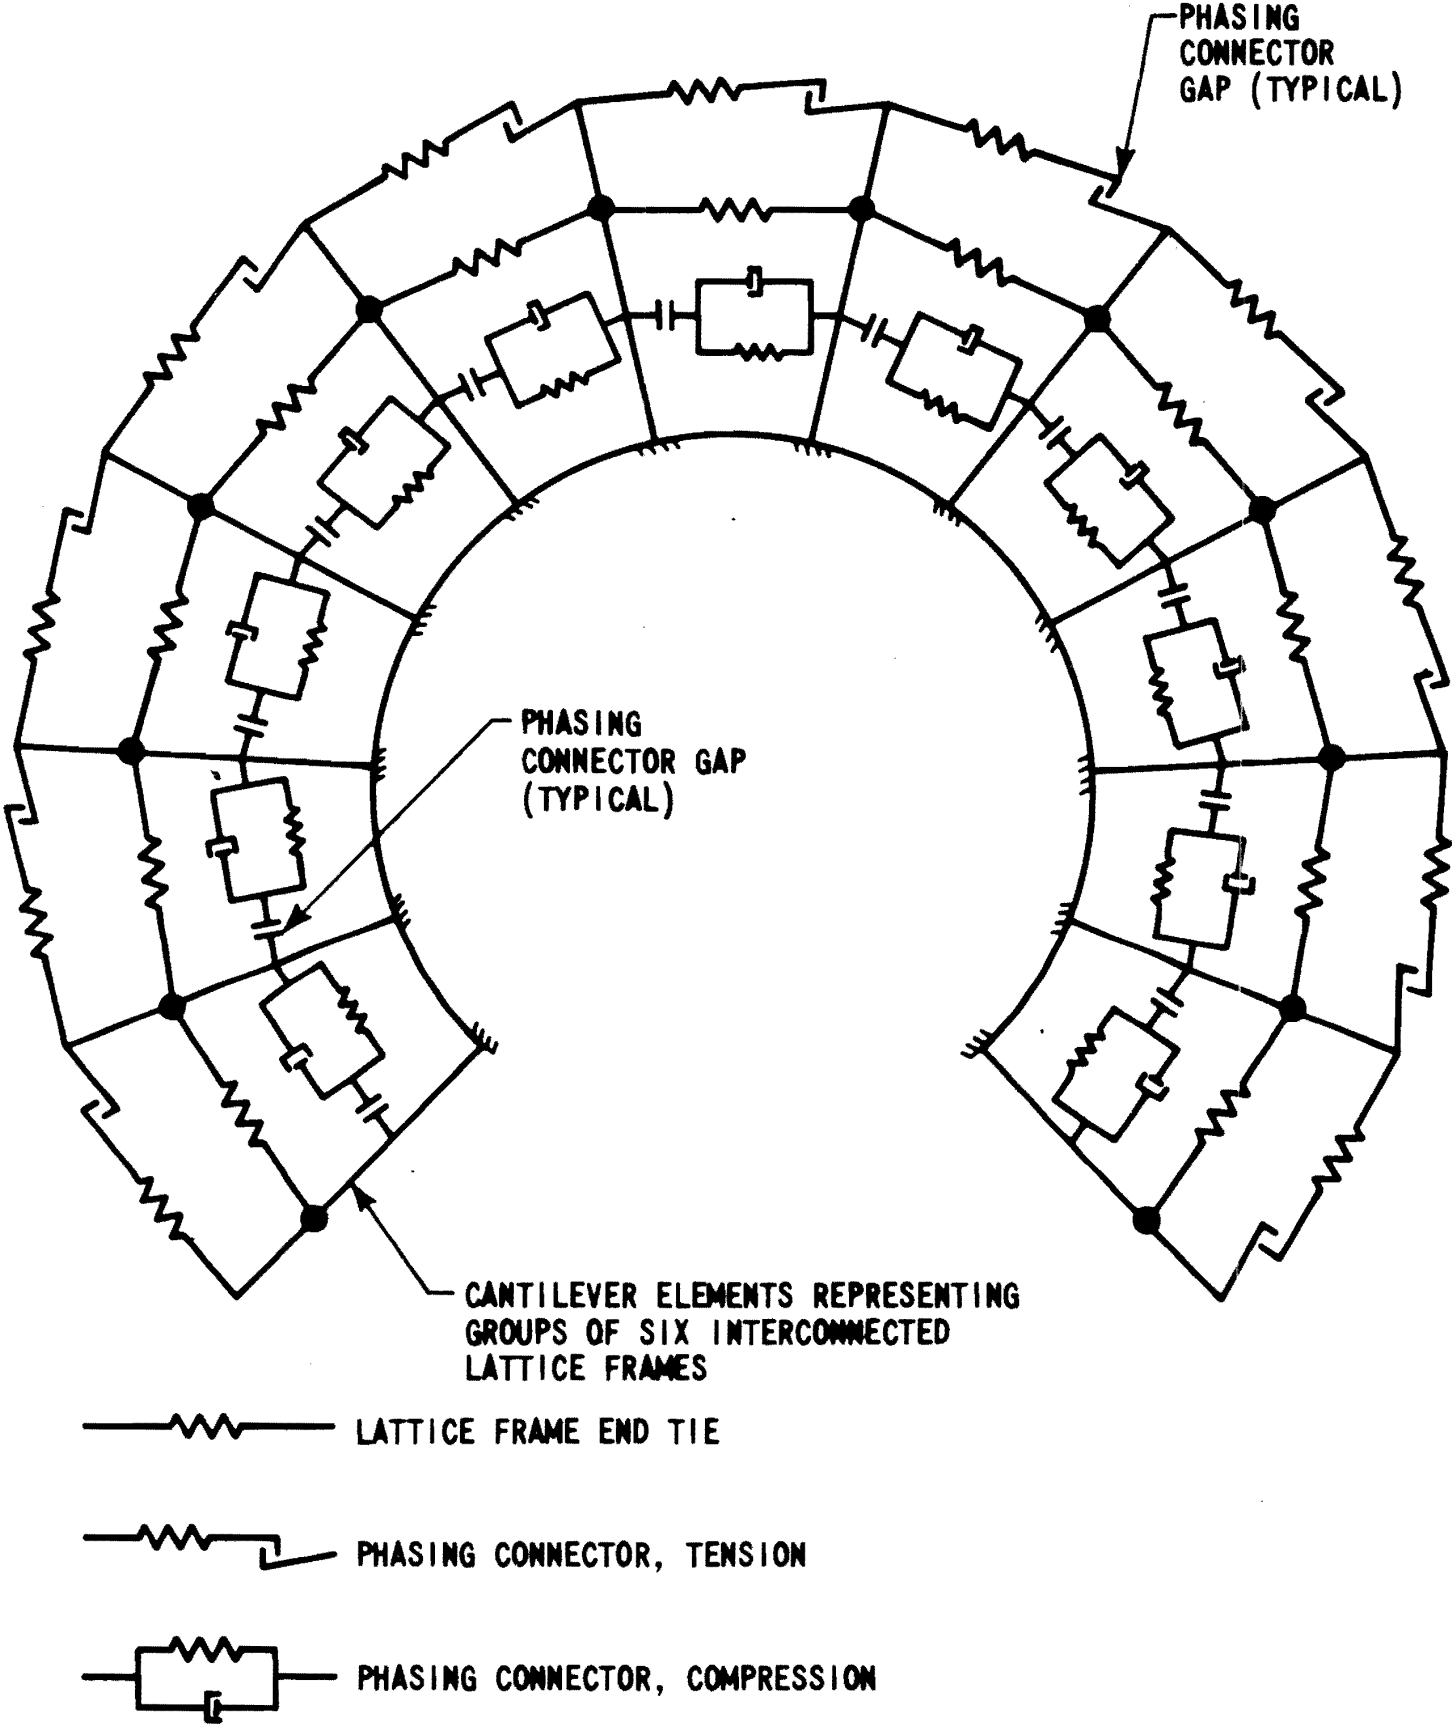 PHASING
CONNECTOR
GAP (TYPICAL)
PHASING
CONNECTOR GAP
(TYPICAL)
CANTILEVER ELEMENTS REPRESENTING
GROUPS OF SIX INTERCONNECTED
LATTICE FRAMES
LATTICE FRAME END TIE
PHASING CONNECTOR, TENSION
PHASING CONNECTOR, COMPRESSION